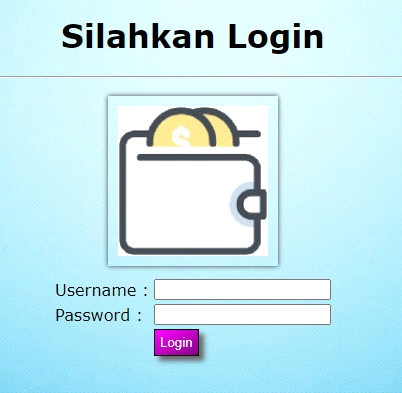 Silahkan Login
$
Username :
Password :
Login